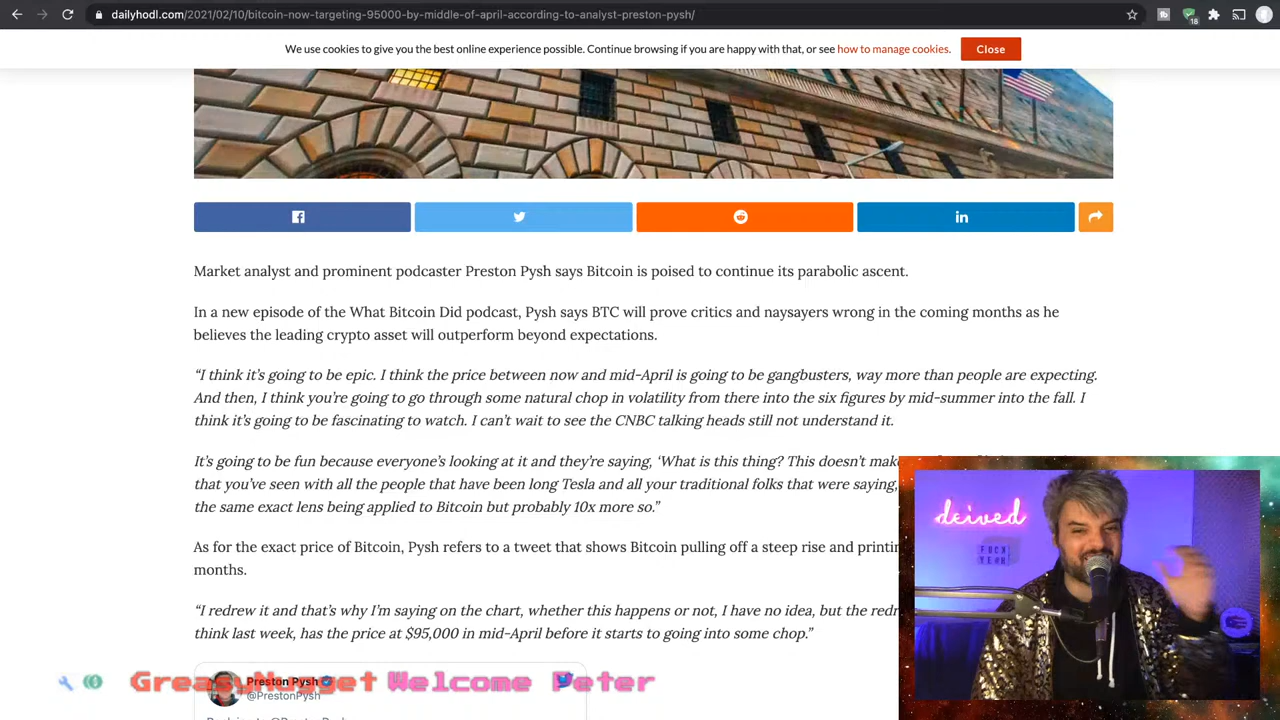 dailyhodl.com/2021/02/10/bitcoin-now-targeting-95000-by-middle-of-april-according-to-analyst-preston-pysh/
18
We use cookies to give you the best online experience possible. Continue browsing if you are happy with that, or see how to manage cookies. Close
in
Market analyst and prominent podcaster Preston Pysh says Bitcoin is poised to continue its parabolic ascent.
In a new episode of the What Bitcoin Did podcast, Pysh says BTC will prove critics and naysayers wrong in the coming months as he
believes the leading crypto asset will outperform beyond expectations.
“I think it’s going to be epic. I think the price between now and mid-April is going to be gangbusters, way more than people are expecting.
And then, I think you’re going to go through some natural chop in volatility from there into the six figures by mid-summer into the fall. I
think it’s going to be fascinating to watch. I can’t wait to see the CNBC talking heads still not understand it.
It’s going to be fun because everyone’s looking at it and they’re saying, ‘What is this thing? This doesn’t mak
that you’ve seen with all the people that have been long Tesla and all your traditional folks that were saying,
the same exact lens being applied to Bitcoin but probably 10x more so.”
As for the exact price of Bitcoin, Pysh refers to a tweet that shows Bitcoin pulling off a steep rise and printin
months.
“I redrew it and that’s why I’m saying on the chart, whether this happens or not, I have no idea, but the redr
think last week, has the price at $95,000 in mid-April before it starts to going into some chop.”
deived
FUCK
YEAH
Preston Pysh
@PrestonPysh
GreasyNugget Welcome Peter